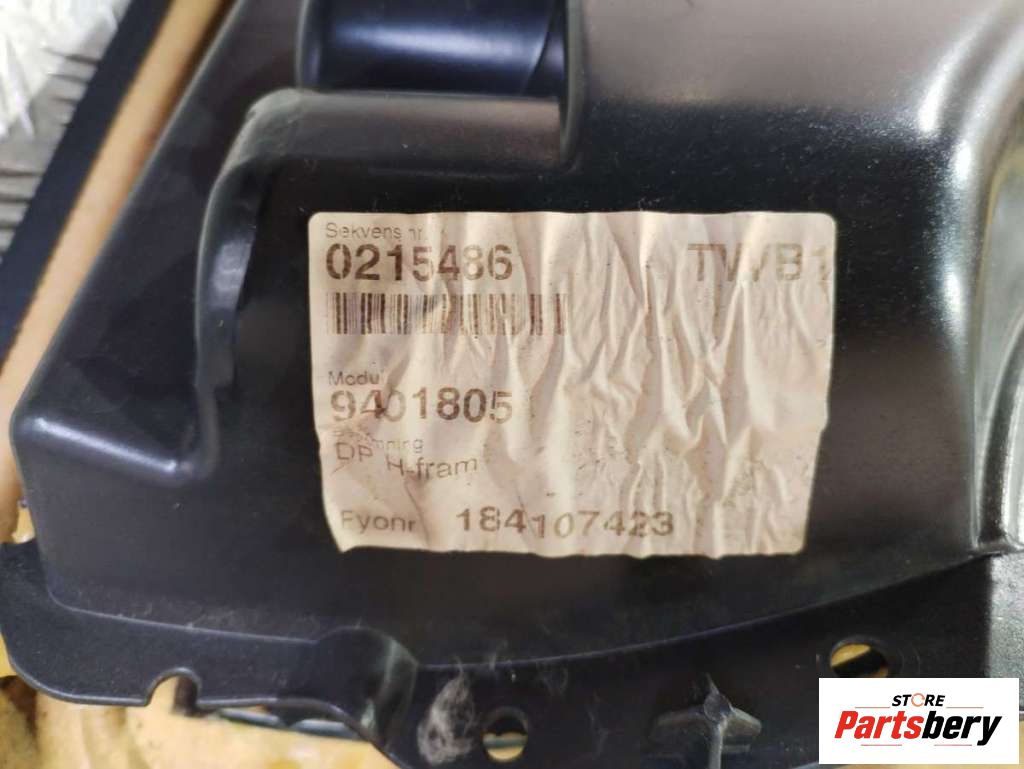 Sekvens nr.
0215486 TWB1
Modul
9401805
DP H-fram
Fyonr 184107423
STORE
Partsbery